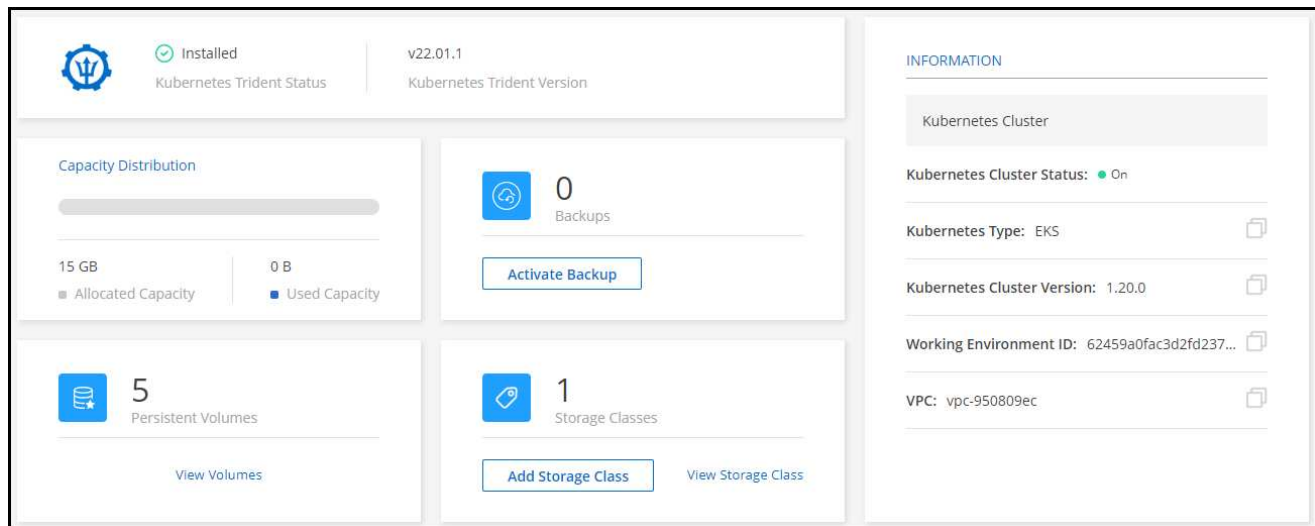 Installed
Kubernetes Trident Status
v22.01.1
Kubernetes Trident Version
Capacity Distribution
15 GB
Allocated Capacity
0 B
Used Capacity
0
Backups
Activate Backup
5
Persistent Volumes
View Volumes
1
Storage Classes
Add Storage Class
View Storage Class
INFORMATION
Kubernetes Cluster
Kubernetes Cluster Status: On
Kubernetes Type: EKS
Kubernetes Cluster Version: 1.20.0
Working Environment ID: 62459a0fac3d2fd237...
VPC: vpc-950809ec